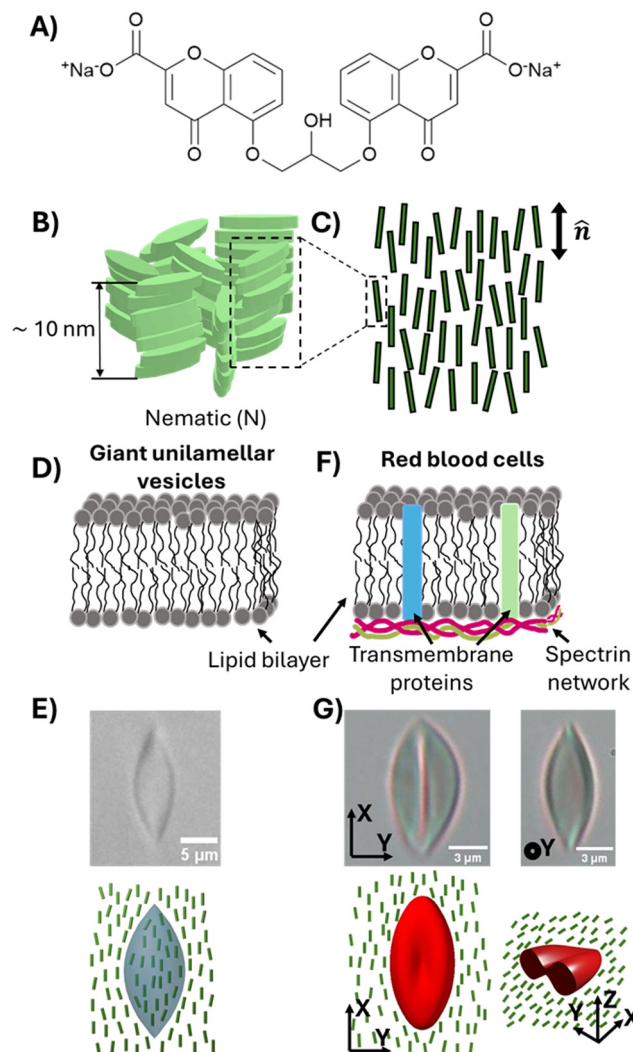 A)
O
O
O
O
⁺Na⁻O
O⁻Na⁺
OH
O
O
O
O
B)
C)
n̂
~ 10 nm
Nematic (N)
D)
Giant unilamellar
vesicles
F)
Red blood cells
Lipid bilayer
Transmembrane
proteins
Spectrin
network
E)
5 μm
G)
X
Y
3 μm
Y
3 μm
X
Y
Z
Y
X